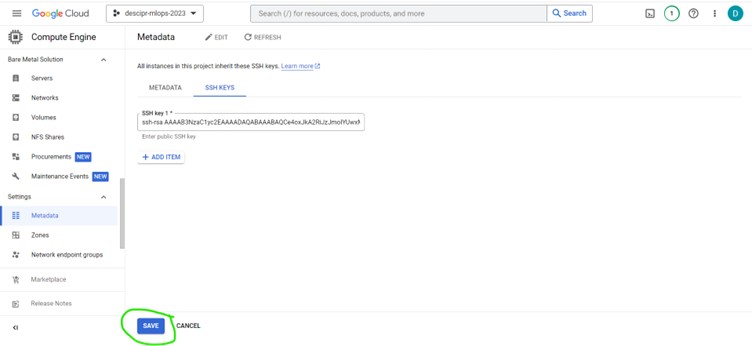 Google Cloud
descipr-mlops-2023
Search (/) for resources, docs, products, and more
Search
1
D
Compute Engine
Metadata
EDIT
REFRESH
Bare Metal Solution
Servers
Networks
Volumes
NFS Shares
Procurements NEW
Maintenance Events NEW
Settings
Metadata
Zones
Network endpoint groups
Marketplace
Release Notes
All instances in this project inherit these SSH keys. Learn more
METADATA
SSH KEYS
SSH key 1 *
ssh-rsa
Enter public SSH key
+ ADD ITEM
SAVE
CANCEL